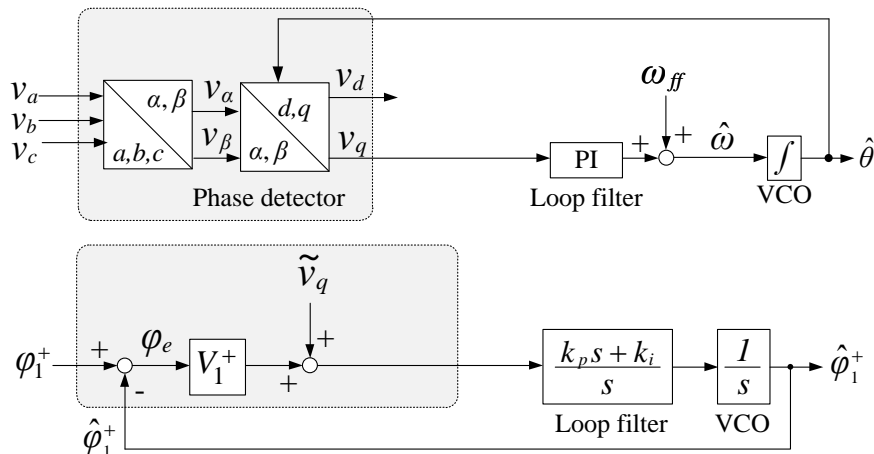 v_a
v_b
v_c
α, β
a,b,c
v_α
v_β
d,q
α, β
v_d
v_q
Phase detector
PI
Loop filter
ω_ff
+
+
ω̂
∫
VCO
θ̂
φ_1^+
+
-
φ_e
V_1^+
ṽ_q
+
+
(k_p s + k_i) / s
Loop filter
1 / s
VCO
φ̂_1^+
φ̂_1^+